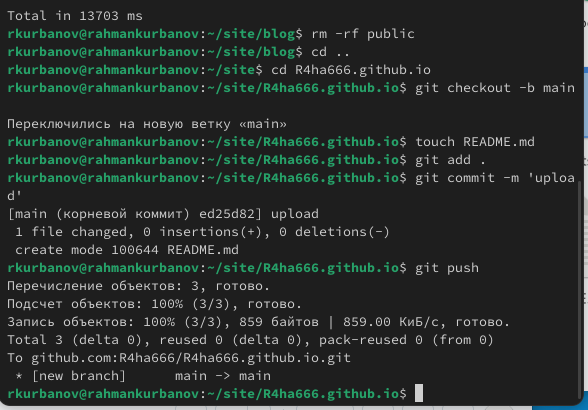 Total in 13703 ms
rkurbanov@rahmankurbanov:~/site/blog$ rm -rf public
rkurbanov@rahmankurbanov:~/site/blog$ cd ..
rkurbanov@rahmankurbanov:~/site$ cd R4ha666.github.io
rkurbanov@rahmankurbanov:~/site/R4ha666.github.io$ git checkout -b main
Переключились на новую ветку «main»
rkurbanov@rahmankurbanov:~/site/R4ha666.github.io$ touch README.md
rkurbanov@rahmankurbanov:~/site/R4ha666.github.io$ git add .
rkurbanov@rahmankurbanov:~/site/R4ha666.github.io$ git commit -m 'uploa
d'
[main (корневой коммит) ed25d82] upload
 1 file changed, 0 insertions(+), 0 deletions(-)
 create mode 100644 README.md
rkurbanov@rahmankurbanov:~/site/R4ha666.github.io$ git push
Перечисление объектов: 3, готово.
Подсчет объектов: 100% (3/3), готово.
Запись объектов: 100% (3/3), 859 байтов | 859.00 КиБ/с, готово.
Total 3 (delta 0), reused 0 (delta 0), pack-reused 0 (from 0)
To github.com:R4ha666/R4ha666.github.io.git
 * [new branch]      main -> main
rkurbanov@rahmankurbanov:~/site/R4ha666.github.io$